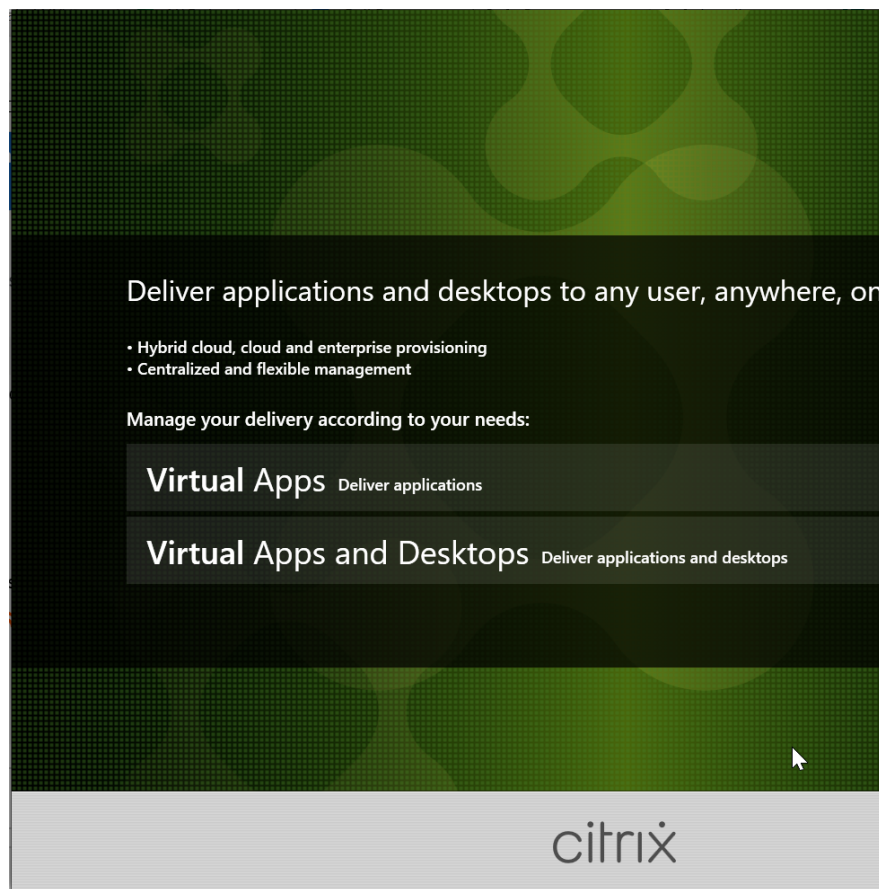 Deliver applications and desktops to any user, anywhere, on
• Hybrid cloud, cloud and enterprise provisioning
• Centralized and flexible management
Manage your delivery according to your needs:
Virtual Apps Deliver applications
Virtual Apps and Desktops Deliver applications and desktops
citrix